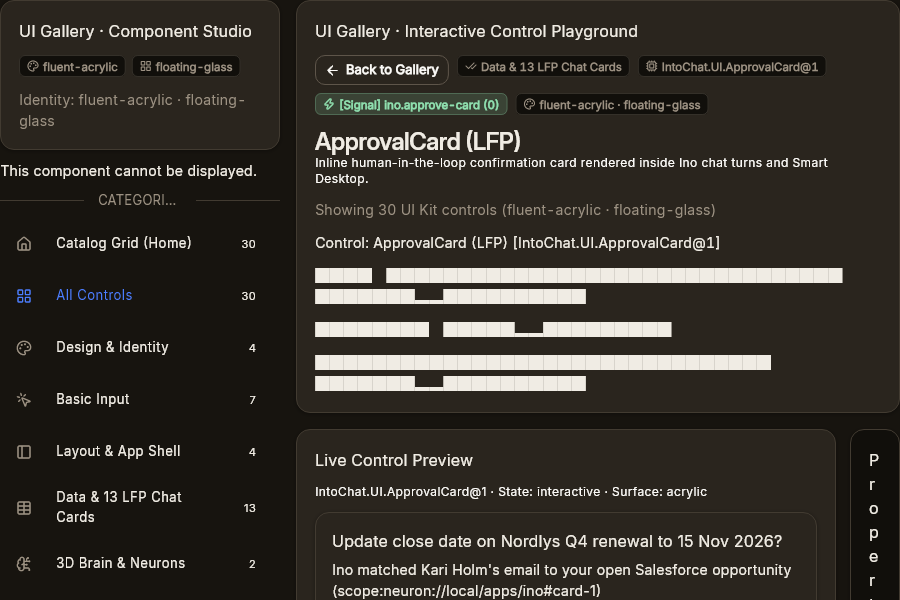 UI Gallery · Component Studio
fluent-acrylic
floating-glass
Identity: fluent-acrylic · floating-
glass
This component cannot be displayed.
CATEGORI...
Catalog Grid (Home) 30
All Controls 30
Design & Identity 4
Basic Input 7
Layout & App Shell 4
Data & 13 LFP Chat
Cards 13
3D Brain & Neurons 2
UI Gallery · Interactive Control Playground
← Back to Gallery
Data & 13 LFP Chat Cards
IntoChat.UI.ApprovalCard@1
[Signal] ino.approve-card (0)
fluent-acrylic · floating-glass
ApprovalCard (LFP)
Inline human-in-the-loop confirmation card rendered inside Ino chat turns and Smart
Desktop.
Showing 30 UI Kit controls (fluent-acrylic · floating-glass)
Control: ApprovalCard (LFP) [IntoChat.UI.ApprovalCard@1]
Live Control Preview
IntoChat.UI.ApprovalCard@1 · State: interactive · Surface: acrylic
Update close date on Nordlys Q4 renewal to 15 Nov 2026?
Ino matched Kari Holm's email to your open Salesforce opportunity
(scope:neuron://local/apps/ino#card-1)
P
r
o
p
e
r